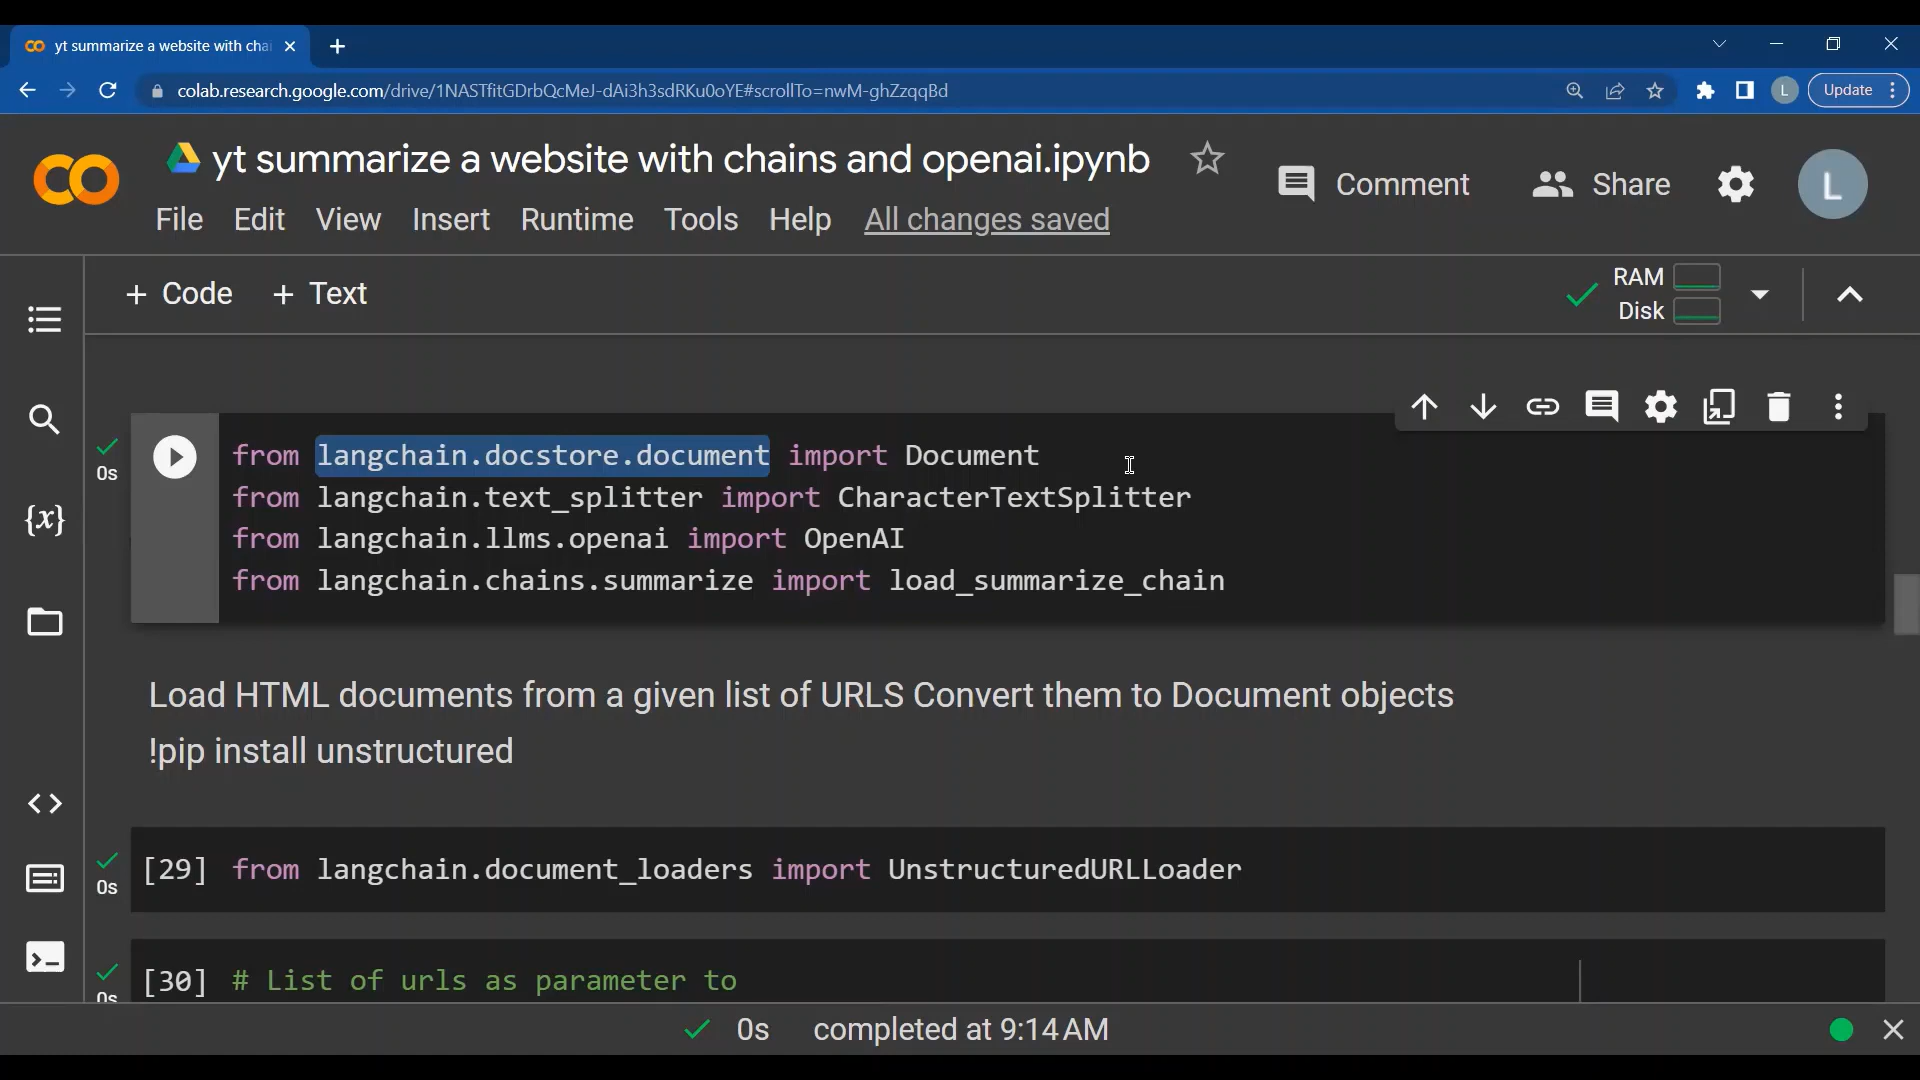 yt summarize a website with cha
colab.research.google.com/drive/1NASTfitGDrbQcMeJ-dAi3h3sdRKu0oYE#scrollTo=nwM-ghZzqqBd
L
Update
yt summarize a website with chains and openai.ipynb
Comment
Share
L
File Edit View Insert Runtime Tools Help All changes saved
+ Code + Text
RAM
Disk
0s
from langchain.docstore.document import Document
from langchain.text_splitter import CharacterTextSplitter
from langchain.llms.openai import OpenAI
from langchain.chains.summarize import load_summarize_chain
Load HTML documents from a given list of URLS Convert them to Document objects
!pip install unstructured
{x}
0s
[29] from langchain.document_loaders import UnstructuredURLLoader
0s
[30] # List of urls as parameter to
0s completed at 9:14 AM